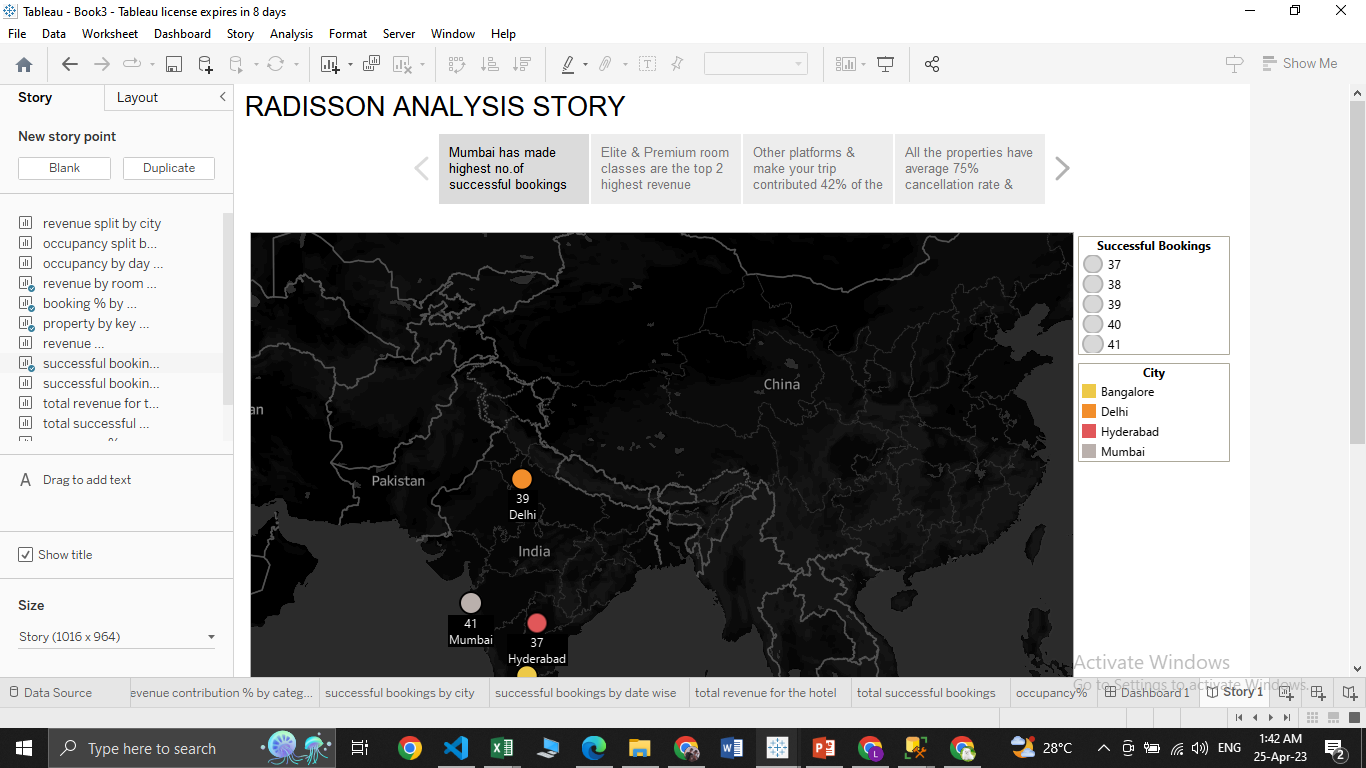 Tableau - Book3 - Tableau license expires in 8 days
File Data Worksheet Dashboard Story Analysis Format Server Window Help
Show Me
Story Layout
New story point
Blank Duplicate
revenue split by city
occupancy split b...
occupancy by day ...
revenue by room ...
booking % by ...
property by key ...
revenue ...
successful bookin...
successful bookin...
total revenue for t...
total successful ...
A Drag to add text
Show title
Size
Story (1016 x 964)
RADISSON ANALYSIS STORY
Mumbai has made
highest no.of
successful bookings
Elite & Premium room
classes are the top 2
highest revenue
Other platforms &
make your trip
contributed 42% of the
All the properties have
average 75%
cancellation rate &
China
an
Pakistan
39
Delhi
India
41
Mumbai
37
Hyderabad
Successful Bookings
37
38
39
40
41
City
Bangalore
Delhi
Hyderabad
Mumbai
Activate Windows
Go to Settings to activate Windows.
Data Source evenue contribution % by categ... successful bookings by city successful bookings by date wise total revenue for the hotel total successful bookings occupancy% Dashboard 1 Story 1
Type here to search
28°C ENG
1:42 AM
25-Apr-23
2